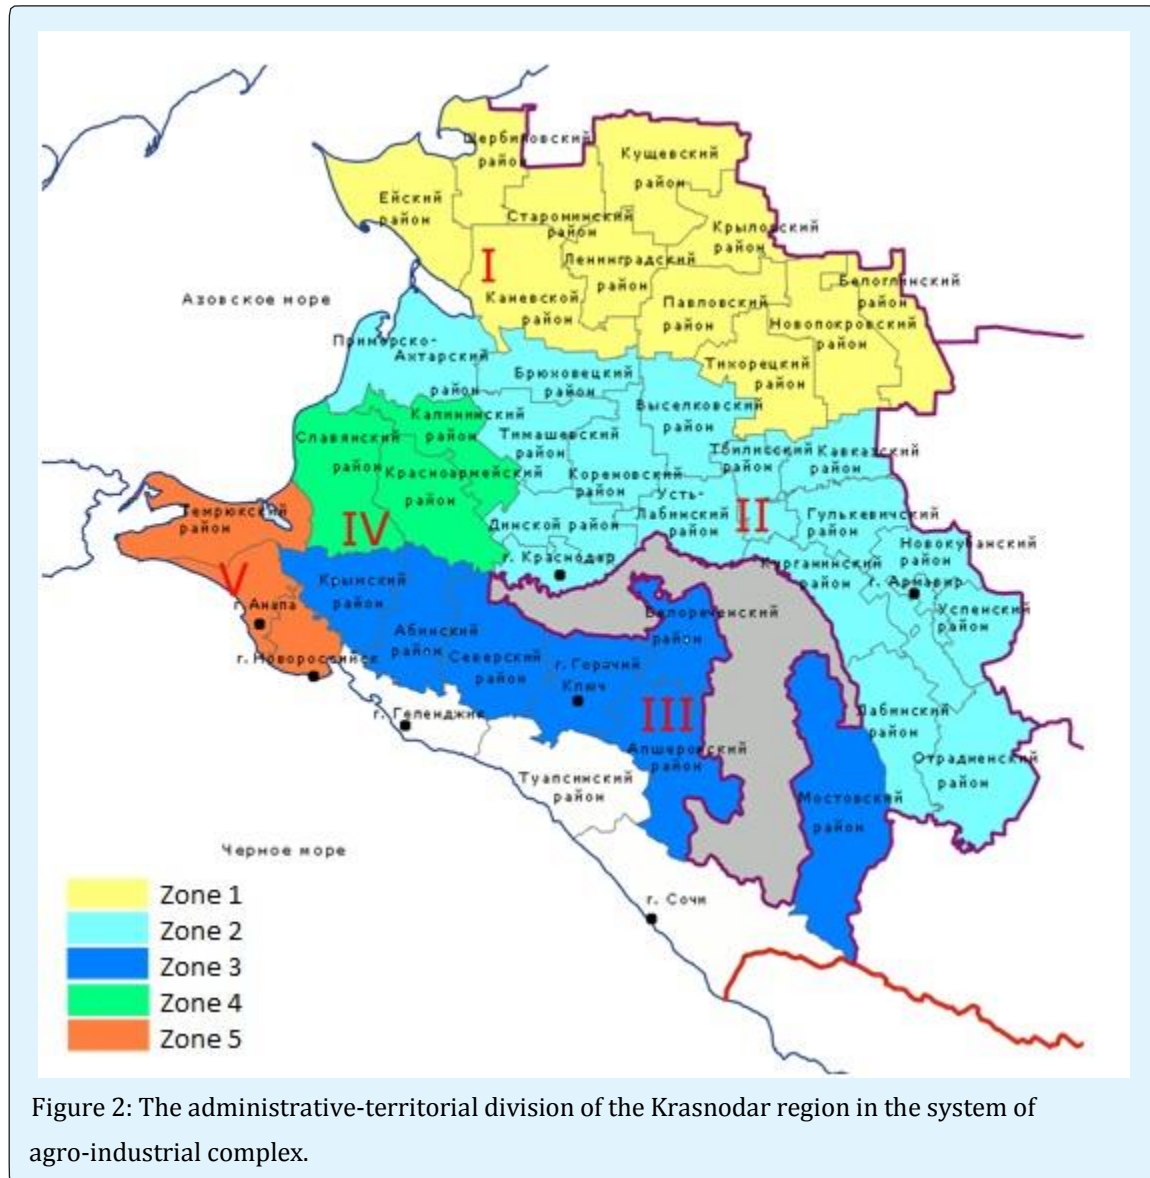 Щербиновский
район
Кущевский
район
Ейский
район
Староминский
район
Крыловский
район
I
Ленинградский
район
Белоглинский
район
Азовское море
Каневской
район
Павловский
район
Новопокровский
район
Приморско-
Ахтарский
район
Тихорецкий
район
Брюховецкий
район
Выселковский
район
Калининский
район
Славянский
район
Тимашевский
район
Тбилисский
район
Кавказский
район
Красноармейский
район
Кореновский
район
Усть-
Лабинский
район
II
Темрюкский
район
IV
Динской район
Гулькевичский
район
г. Краснодар
Новокубанский
район
Курганинский
район
г. Армавир
V
Крымский
район
г. Анапа
Белореченский
район
Успенский
район
Абинский
район
г. Новороссийск
Северский
район
г. Горячий
Ключ
III
г. Геленджик
Лабинский
район
Апшеронский
район
Отрадненский
район
Туапсинский
район
Мостовский
район
Черное море
г. Сочи
Zone 1
Zone 2
Zone 3
Zone 4
Zone 5
Figure 2: The administrative-territorial division of the Krasnodar region in the system of
agro-industrial complex.